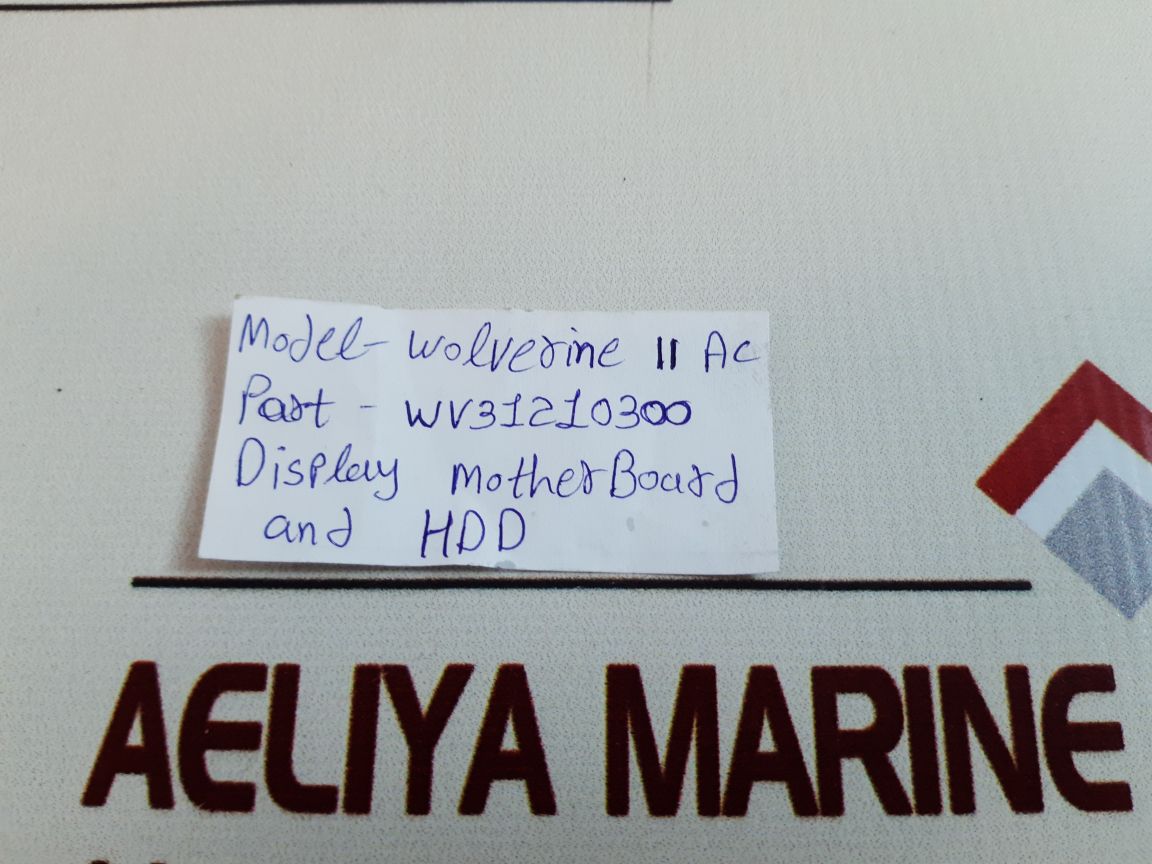 Model- Wolverine II AC
Part - WV31210300
Display MotherBoard
and HDD
AELIYA MARINE